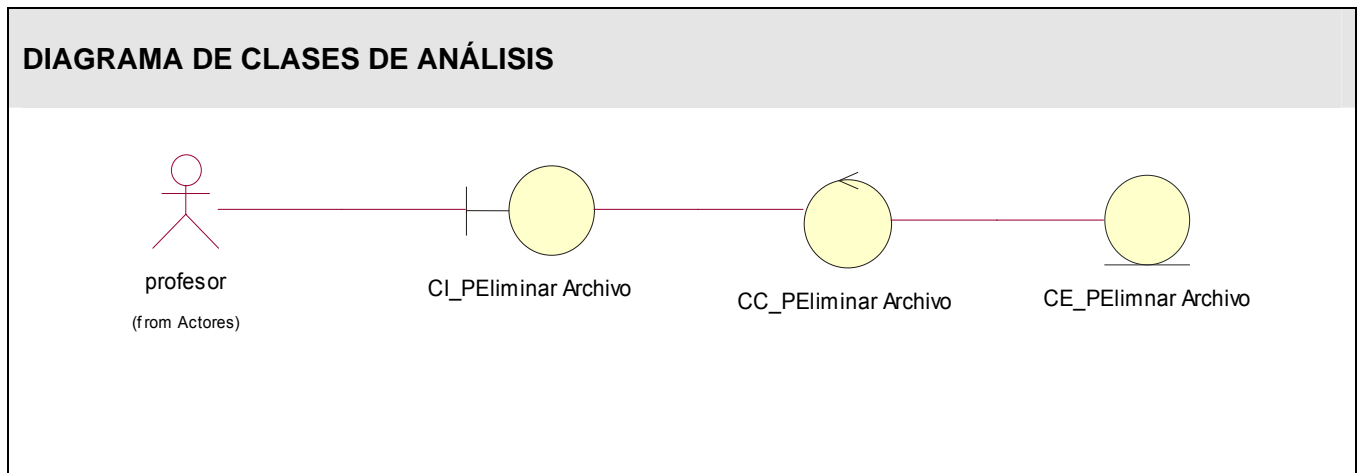 DIAGRAMA DE CLASES DE ANÁLISIS
profesor
(from Actores)
CI_PEliminar Archivo
CC_PEliminar Archivo
CE_PElimnar Archivo